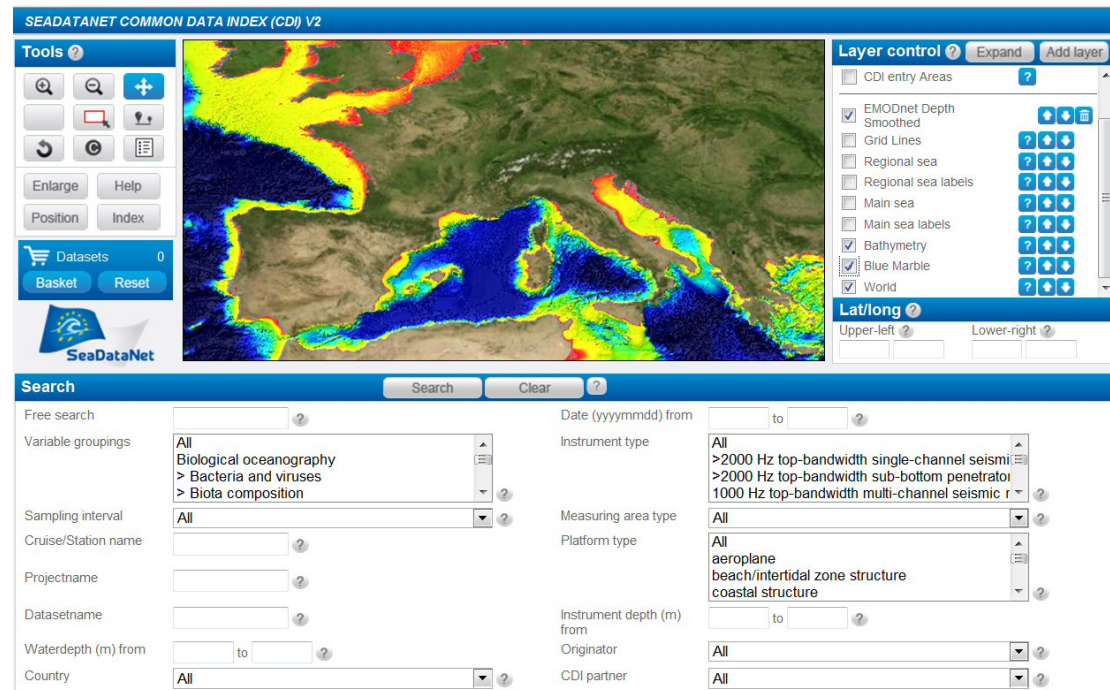 SEADATANET COMMON DATA INDEX (CDI) V2
Tools ?
Enlarge Help
Position Index
Datasets 0
Basket Reset
SeaDataNet
Layer control ? Expand Add layer
CDI entry Areas ?
EMODnet Depth
Smoothed
Grid Lines ?
Regional sea ?
Regional sea labels ?
Main sea ?
Main sea labels ?
Bathymetry ?
Blue Marble ?
World ?
Lat/long ?
Upper-left ? Lower-right ?
Search Search Clear ?
Free search ? Date (yyyymmdd) from to ?
Variable groupings Instrument type
All
Biological oceanography
> Bacteria and viruses
> Biota composition ?
All
>2000 Hz top-bandwidth single-channel seismi
>2000 Hz top-bandwidth sub-bottom penetrator
1000 Hz top-bandwidth multi-channel seismic r ?
Sampling interval All ? Measuring area type All ?
Cruise/Station name ? Platform type
All
aeroplane
beach/intertidal zone structure
coastal structure ?
Projectname ?
Datasetname ? Instrument depth (m)
from to ?
Waterdepth (m) from to ? Originator All ?
Country All ? CDI partner All ?